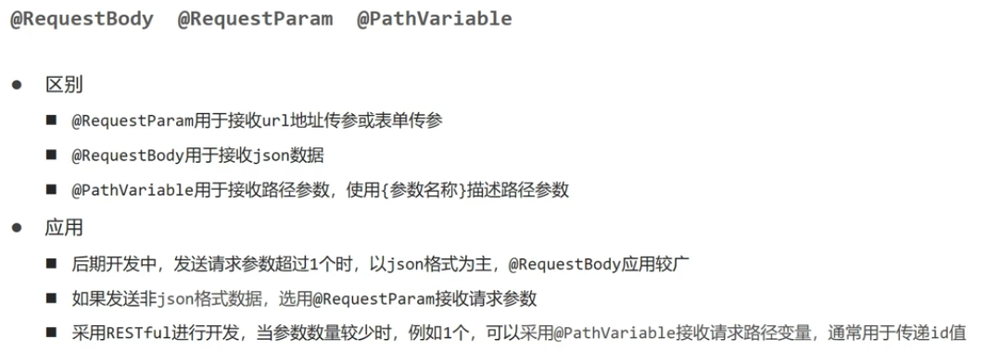 @RequestBody @RequestParam @PathVariable
● 区别
■ @RequestParam用于接收url地址传参或表单传参
■ @RequestBody用于接收json数据
■ @PathVariable用于接收路径参数，使用{参数名称}描述路径参数
● 应用
■ 后期开发中，发送请求参数超过1个时，以json格式为主，@RequestBody应用较广
■ 如果发送非json格式数据，选用@RequestParam接收请求参数
■ 采用RESTful进行开发，当参数数量较少时，例如1个，可以采用@PathVariable接收请求路径变量，通常用于传递id值